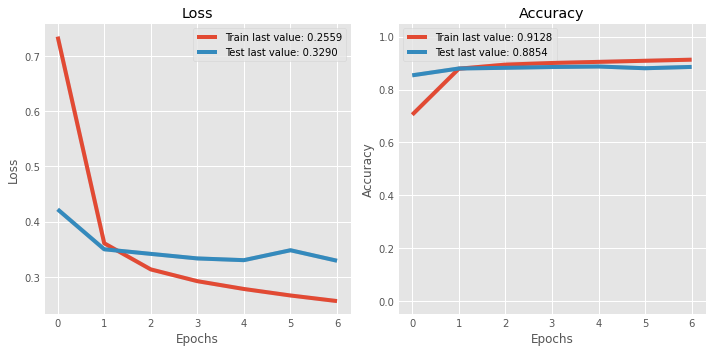 Loss
Train last value: 0.2559
Test last value: 0.3290
0.7
0.6
0.5
0.4
0.3
Loss
0 1 2 3 4 5 6
Epochs
Accuracy
Train last value: 0.9128
Test last value: 0.8854
1.0
0.8
0.6
0.4
0.2
0.0
Accuracy
0 1 2 3 4 5 6
Epochs